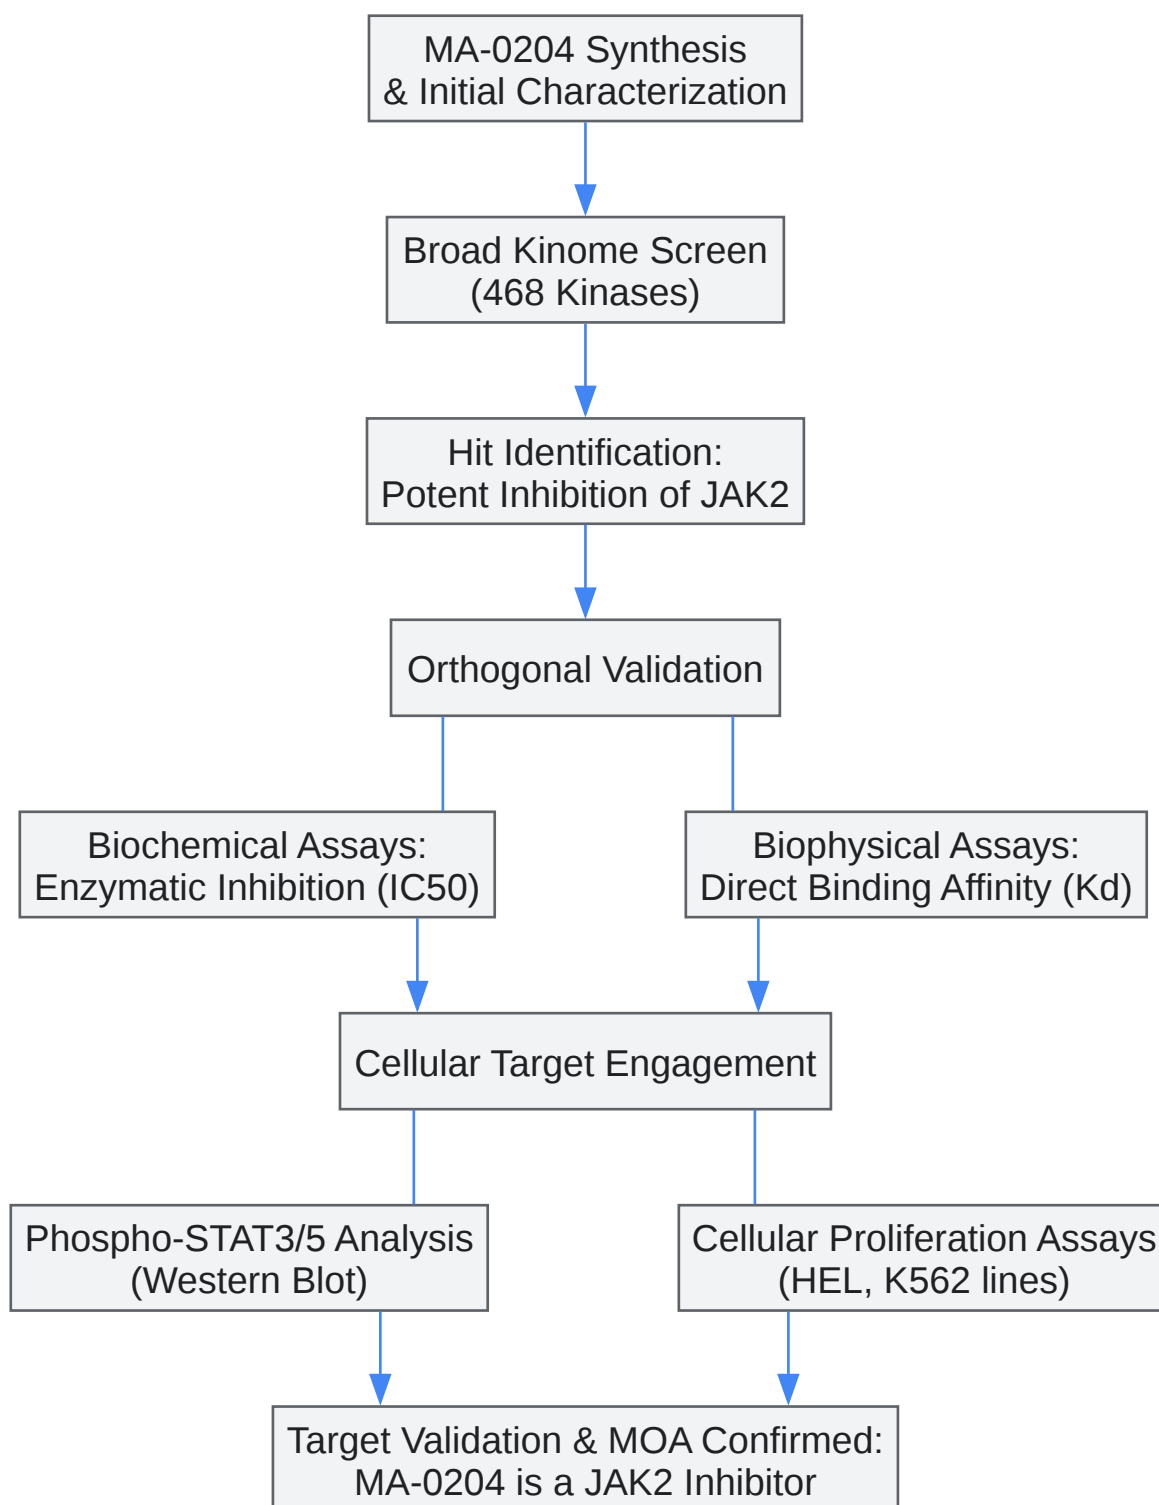 MA-0204 Synthesis
& Initial Characterization
Broad Kinome Screen
(468 Kinases)
Hit Identification:
Potent Inhibition of JAK2
Orthogonal Validation
Biochemical Assays:
Enzymatic Inhibition (IC50)
Biophysical Assays:
Direct Binding Affinity (Kd)
Cellular Target Engagement
Phospho-STAT3/5 Analysis
(Western Blot)
Cellular Proliferation Assays
(HEL, K562 lines)
Target Validation & MOA Confirmed:
MA-0204 is a JAK2 Inhibitor